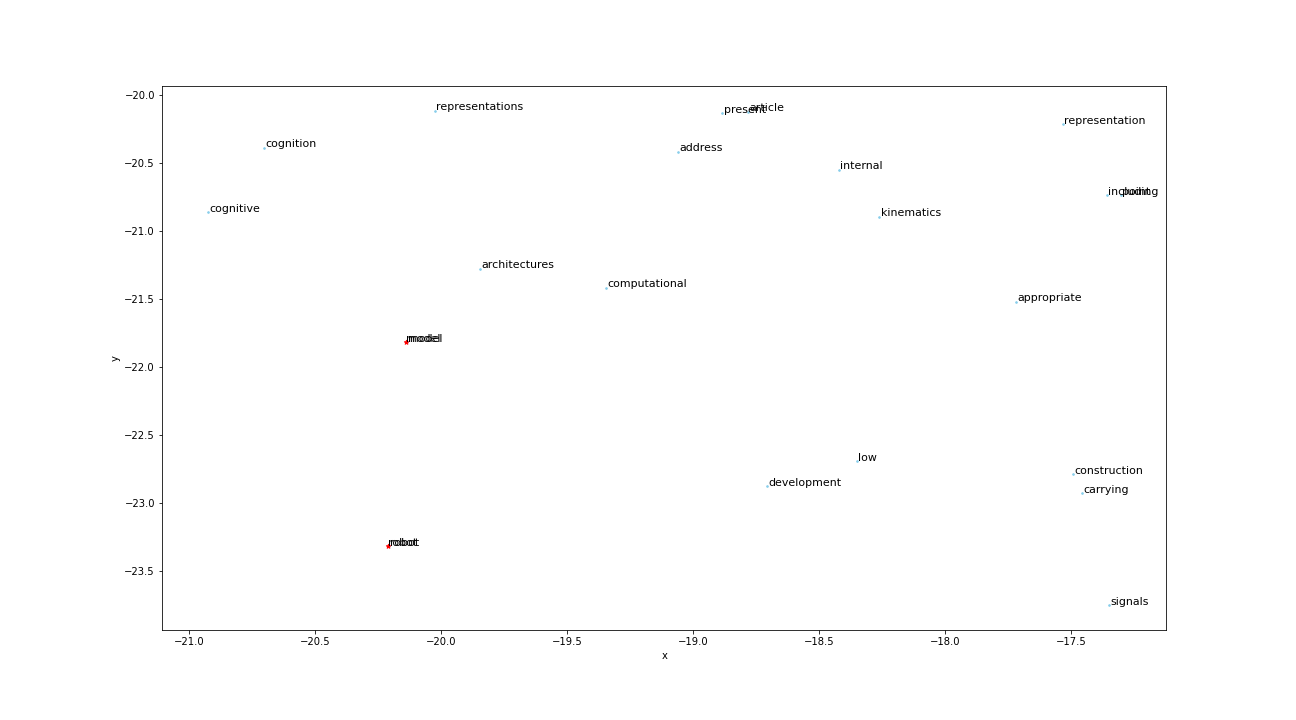 −20.0
representations
present
article
representation
cognition
address
−20.5
internal
including
point
cognitive
kinematics
−21.0
architectures
computational
−21.5
appropriate
model
y
−22.0
−22.5
low
construction
development
carrying
−23.0
robot
−23.5
signals
−21.0 −20.5 −20.0 −19.5 −19.0 −18.5 −18.0 −17.5
x